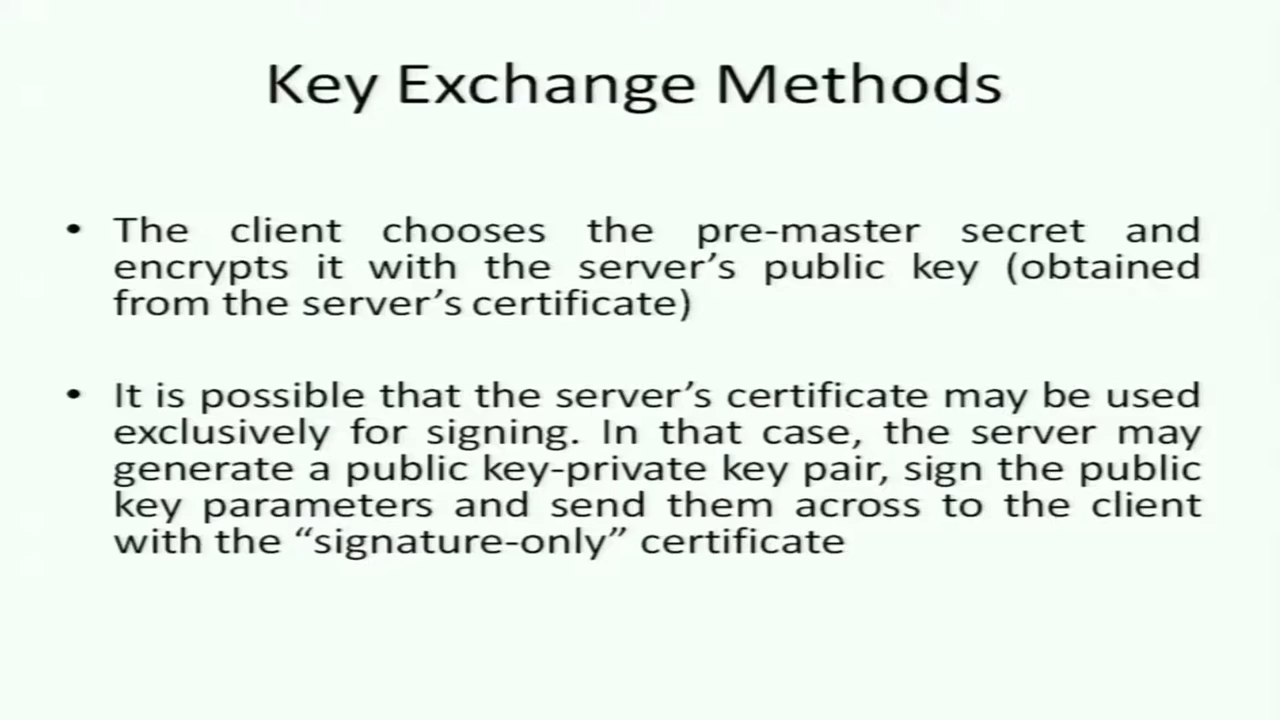 Key Exchange Methods
• The client chooses the pre-master secret and
encrypts it with the server’s public key (obtained
from the server’s certificate)
• It is possible that the server’s certificate may be used
exclusively for signing. In that case, the server may
generate a public key-private key pair, sign the public
key parameters and send them across to the client
with the “signature-only” certificate